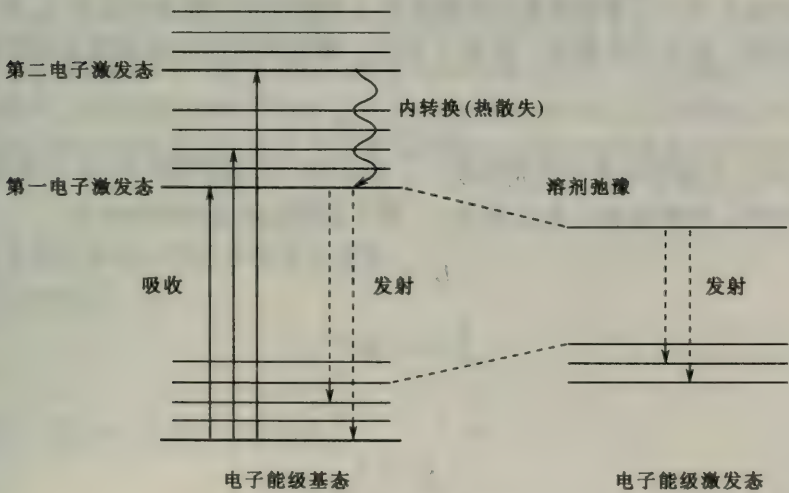 第二电子激发态
内转换(热散失)
第一电子激发态
溶剂弛豫
吸收
发射
发射
电子能级基态
电子能级激发态